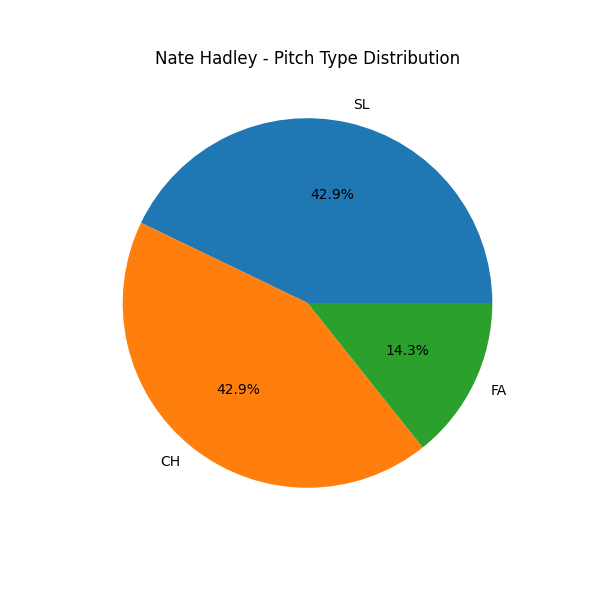 Nate Hadley - Pitch Type Distribution
SL
42.9%
14.3%
42.9%
FA
CH